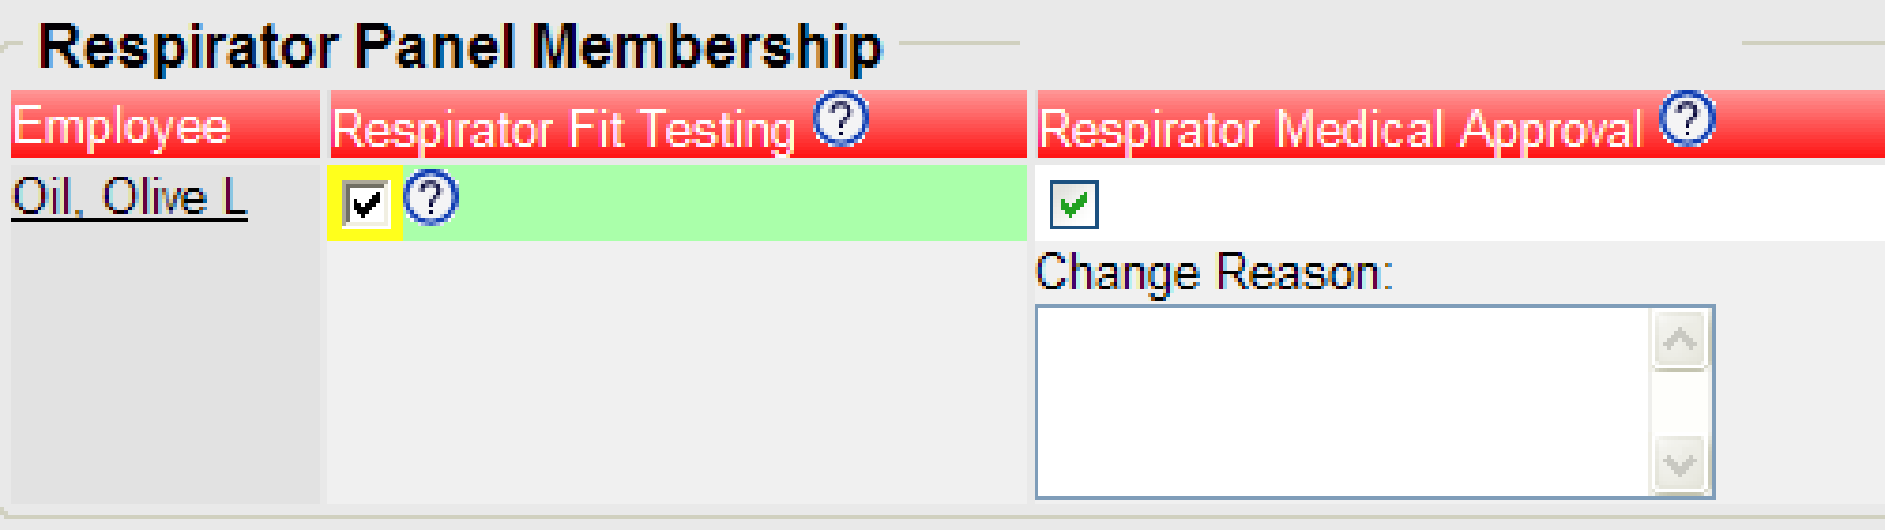 Respirator Panel Membership
Employee Respirator Fit Testing ? Respirator Medical Approval ?
Oil, Olive L ?
Change Reason: